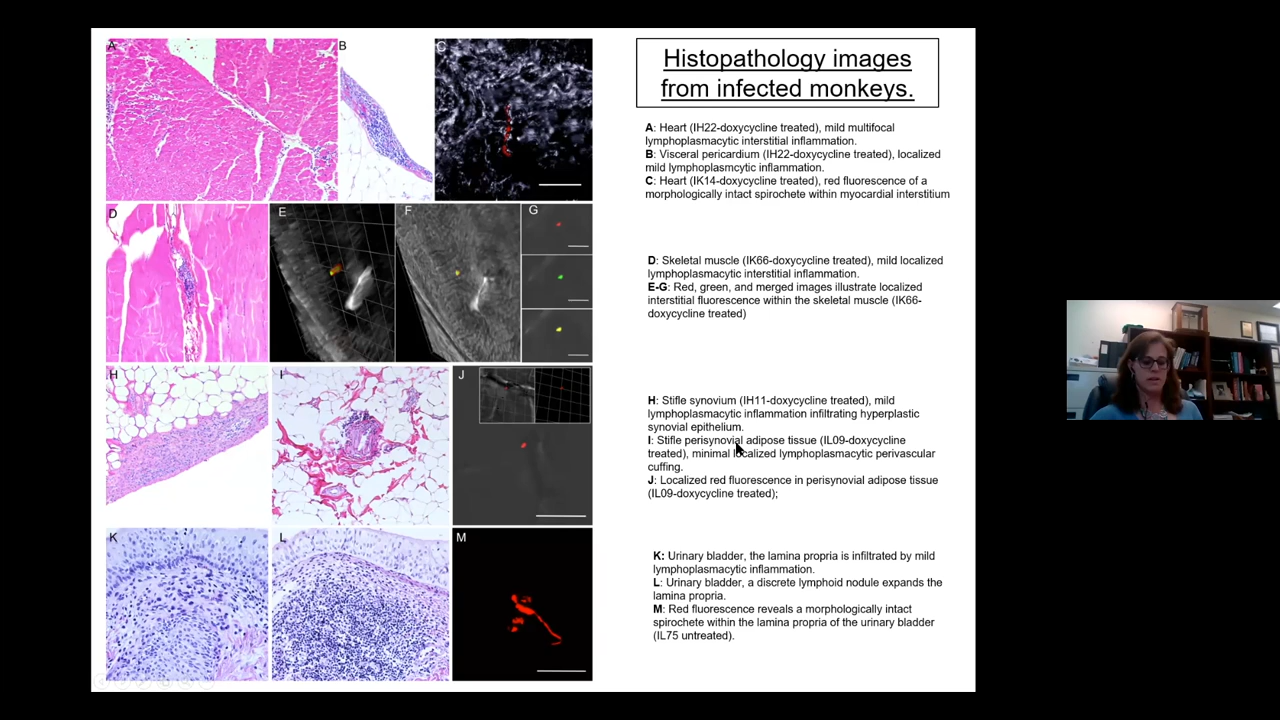 Histopathology images
from infected monkeys.
A
B
C
A: Heart (IH22-doxycycline treated), mild multifocal
lymphoplasmacytic interstitial inflammation.
B: Visceral pericardium (IH22-doxycycline treated), localized
mild lymphoplasmcytic inflammation.
C: Heart (IK14-doxycycline treated), red fluorescence of a
morphologically intact spirochete within myocardial interstitium
D
E
F
G
D: Skeletal muscle (IK66-doxycycline treated), mild localized
lymphoplasmacytic interstitial inflammation.
E-G: Red, green, and merged images illustrate localized
interstitial fluorescence within the skeletal muscle (IK66-
doxycycline treated)
H
I
J
H: Stifle synovium (IH11-doxycycline treated), mild
lymphoplasmacytic inflammation infiltrating hyperplastic
synovial epithelium.
I: Stifle perisynovial adipose tissue (IL09-doxycycline
treated), minimal localized lymphoplasmacytic perivascular
cuffing.
J: Localized red fluorescence in perisynovial adipose tissue
(IL09-doxycycline treated);
K
L
M
K: Urinary bladder, the lamina propria is infiltrated by mild
lymphoplasmacytic inflammation.
L: Urinary bladder, a discrete lymphoid nodule expands the
lamina propria.
M: Red fluorescence reveals a morphologically intact
spirochete within the lamina propria of the urinary bladder
(IL75 untreated).